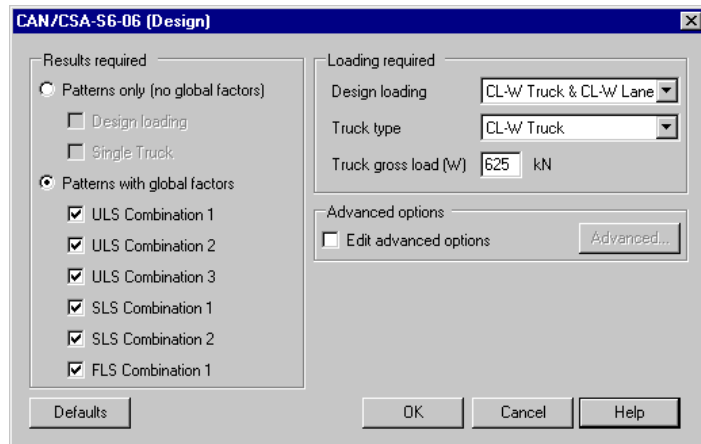 CAN/CSA-S6-06 (Design)
Results required
Patterns only (no global factors)
Design loading
Single Truck
Patterns with global factors
ULS Combination 1
ULS Combination 2
ULS Combination 3
SLS Combination 1
SLS Combination 2
FLS Combination 1
Loading required
Design loading CL-W Truck & CL-W Lane
Truck type CL-W Truck
Truck gross load (W) 625 kN
Advanced options
Edit advanced options Advanced...
Defaults OK Cancel Help